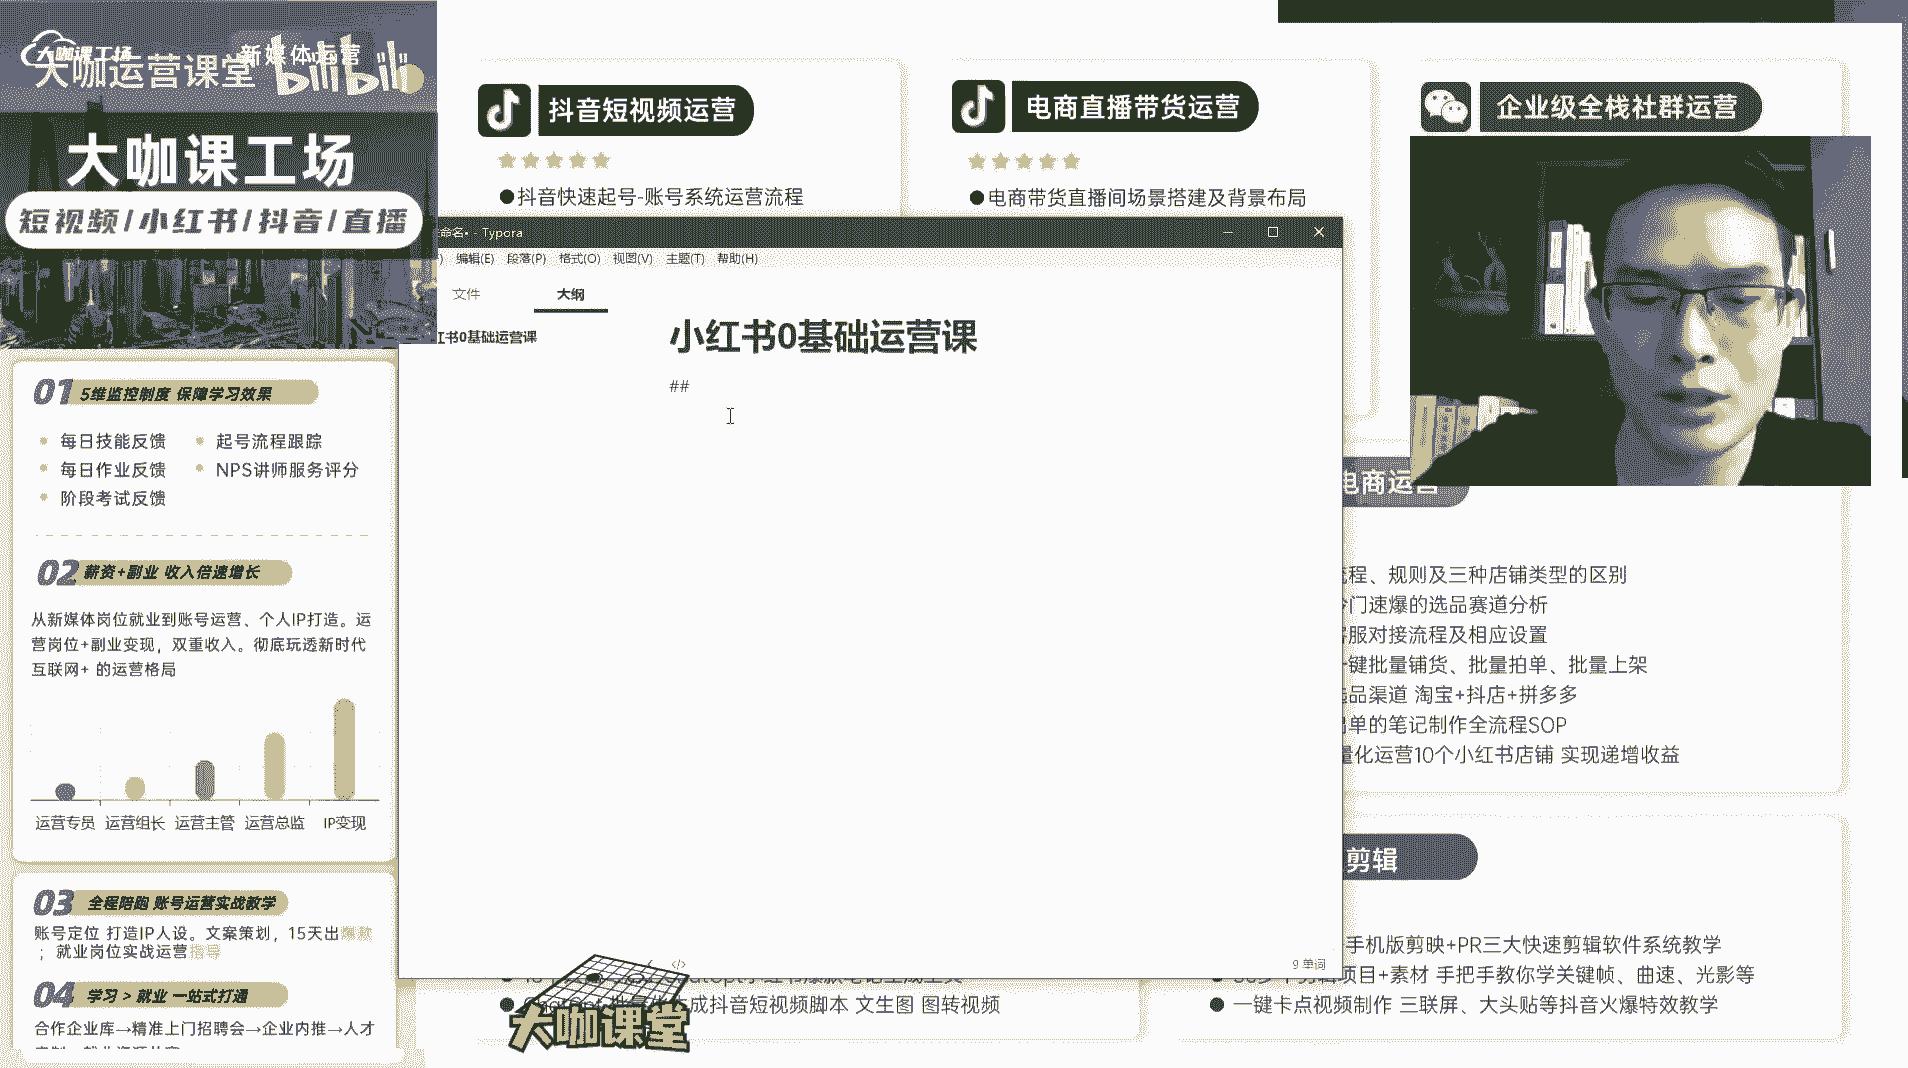 大咖课工场
新媒体运营
大咖运营课堂 bilibili
大咖课工场
短视频/小红书/抖音/直播
01 5维监控制度 保障学习效果
每日技能反馈
起号流程跟踪
每日作业反馈
NPS讲师服务评分
阶段考试反馈
02 薪资+副业 收入倍速增长
从新媒体岗位就业到账号运营、个人IP打造。运
营岗位+副业变现，双重收入。彻底玩透新时代
互联网+ 的运营格局
运营专员 运营组长 运营主管 运营总监 IP变现
03 全程陪跑 账号运营实战教学
账号定位 打造IP人设。文案策划，15天出爆款
；就业岗位实战运营指导
04 学习 > 就业 一站式打通
合作企业库→精准上门招聘会→企业内推→人才
抖音短视频运营
●抖音快速起号-账号系统运营流程
电商直播带货运营
●电商带货直播间场景搭建及背景布局
企业级全栈社群运营
命名• - Typora
编辑(E) 段落(P) 格式(O) 视图(V) 主题(T) 帮助(H)
文件
大纲
书0基础运营课
小红书0基础运营课
##
9 单词
电商运营
程、规则及三种店铺类型的区别
门速爆的选品赛道分析
服对接流程及相应设置
键批量铺货、批量拍单、批量上架
品渠道 淘宝+抖店+拼多多
单的笔记制作全流程SOP
量化运营10个小红书店铺 实现递增收益
剪辑
手机版剪映+PR三大快速剪辑软件系统教学
项目+素材 手把手教你学关键帧、曲速、光影等
●一键卡点视频制作 三联屏、大头贴等抖音火爆特效教学
成抖音短视频脚本 文生图 图转视频
大咖课堂